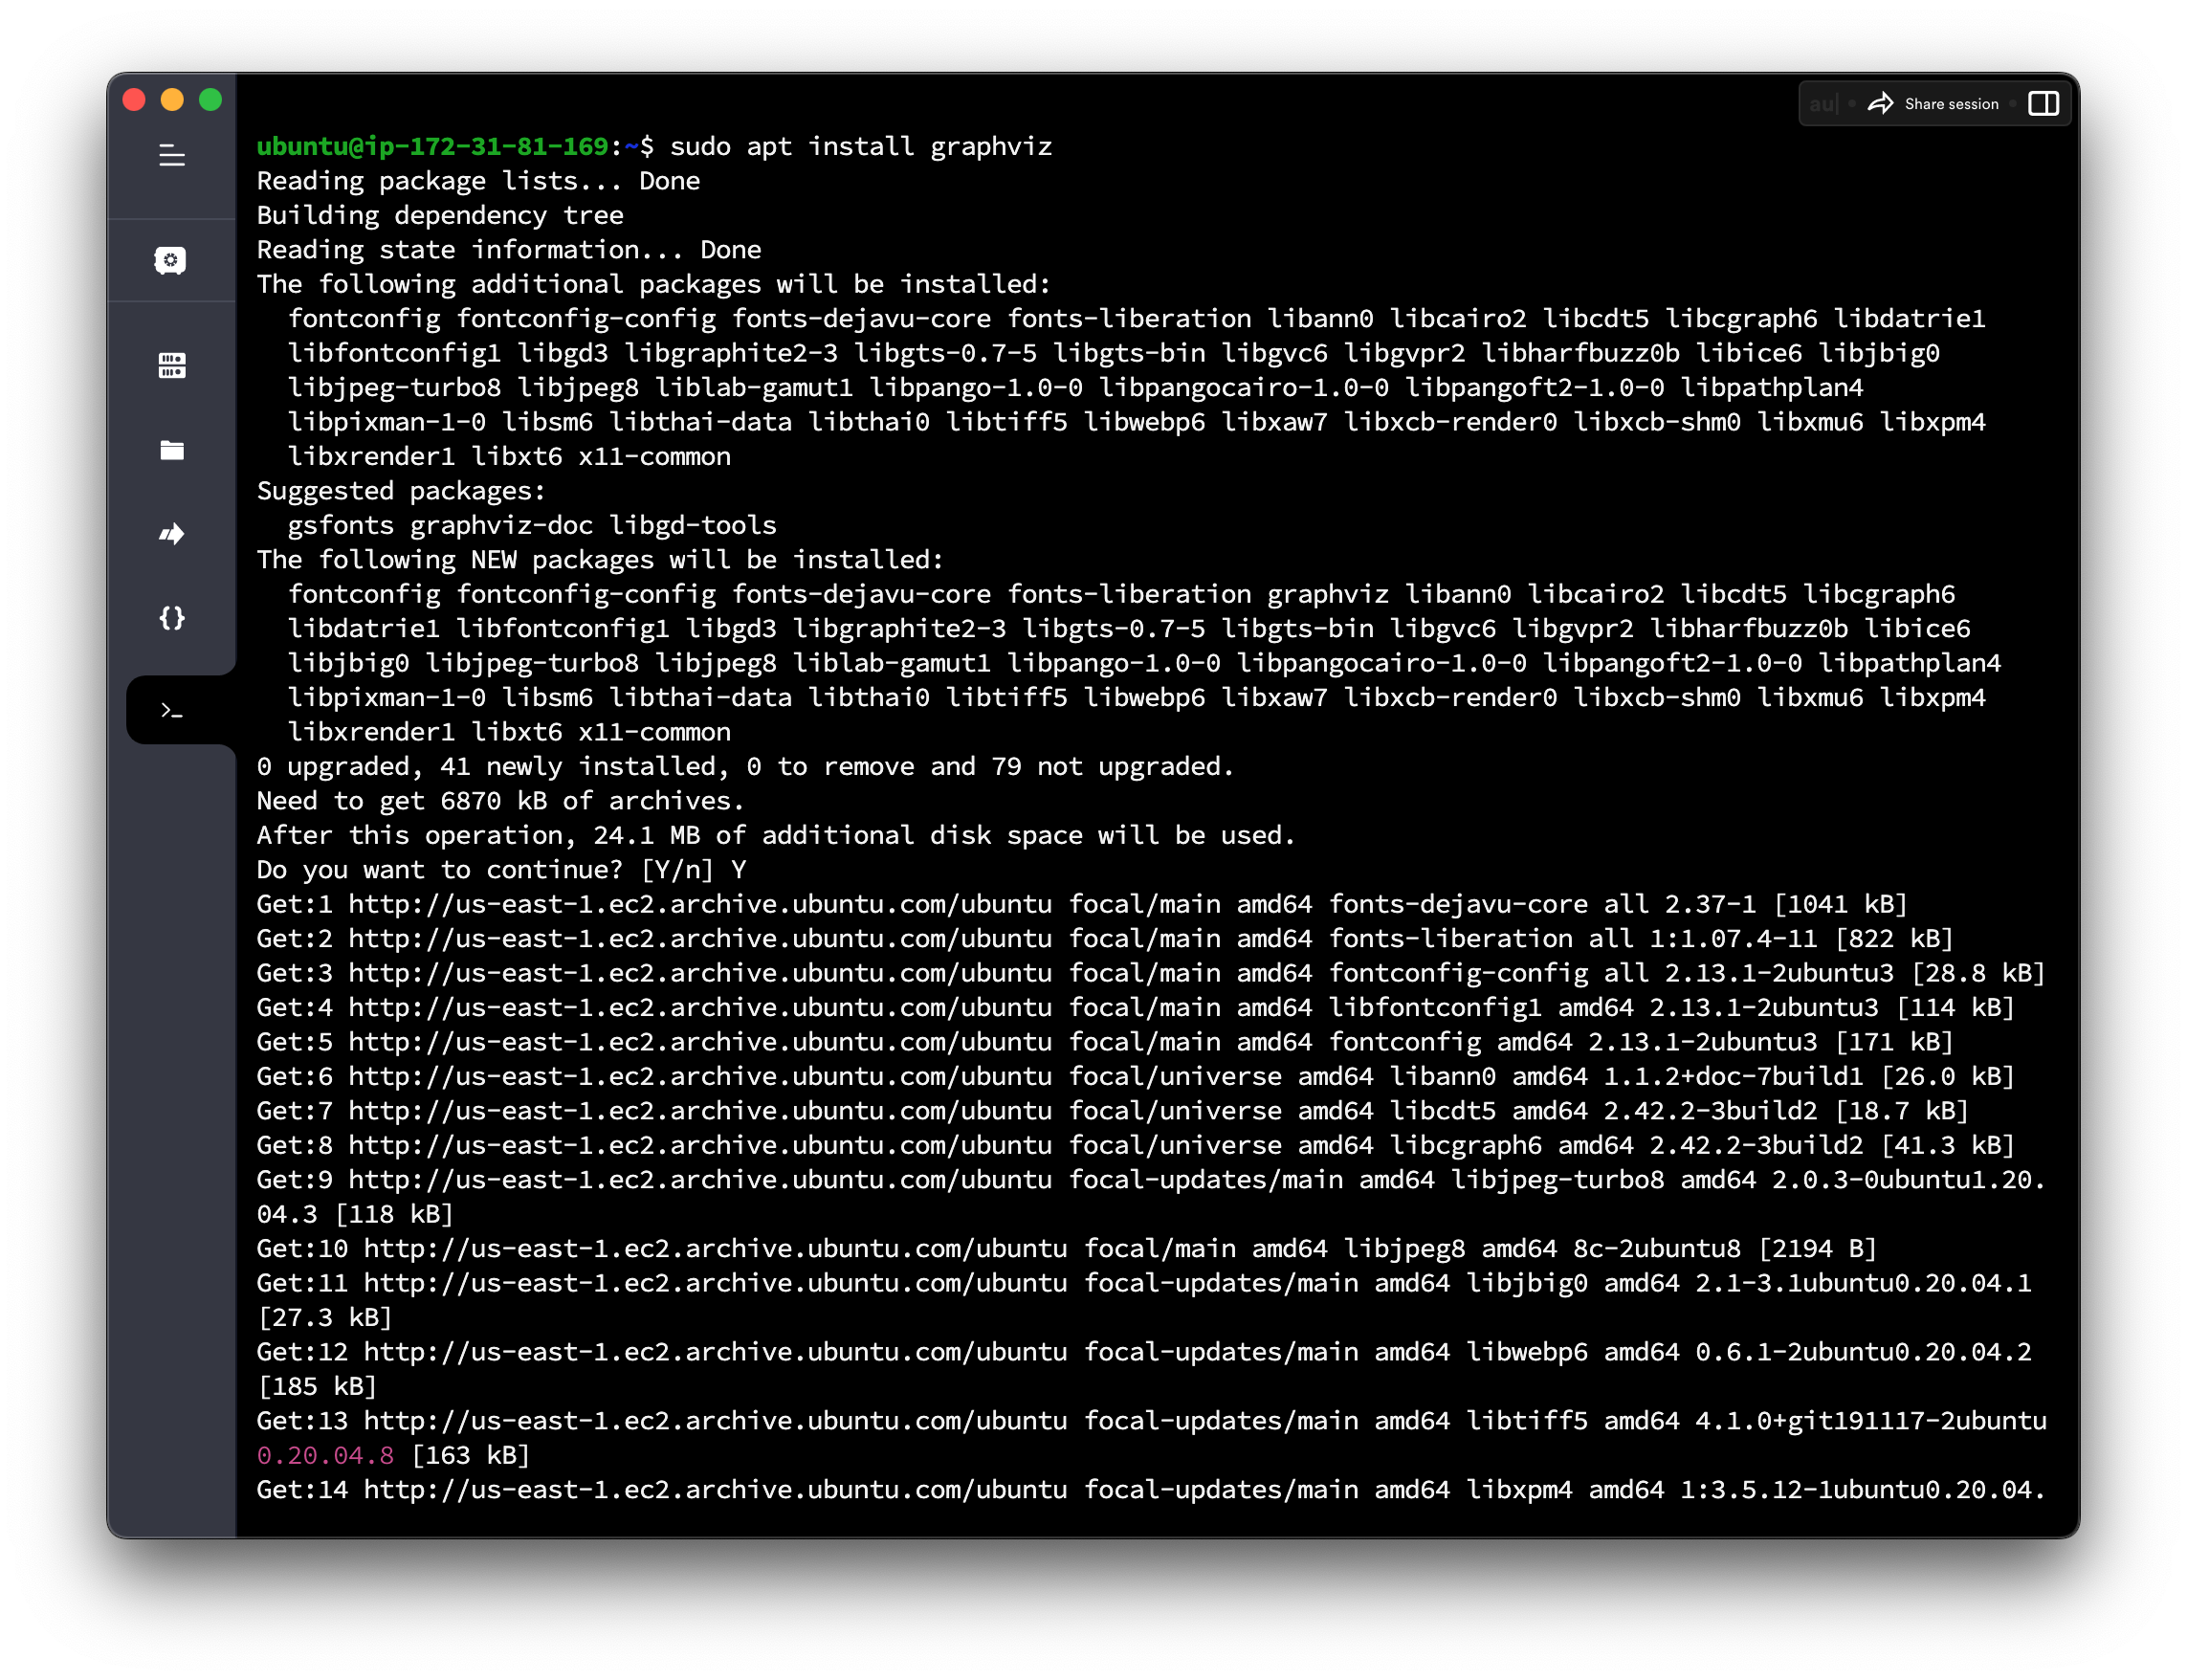 au
Share session
ubuntu@ip-172-31-81-169:~$ sudo apt install graphviz
Reading package lists... Done
Building dependency tree
Reading state information... Done
The following additional packages will be installed:
  fontconfig fontconfig-config fonts-dejavu-core fonts-liberation libann0 libcairo2 libcdt5 libcgraph6 libdatrie1
  libfontconfig1 libgd3 libgraphite2-3 libgts-0.7-5 libgts-bin libgvc6 libgvpr2 libharfbuzz0b libice6 libjbig0
  libjpeg-turbo8 libjpeg8 liblab-gamut1 libpango-1.0-0 libpangocairo-1.0-0 libpangoft2-1.0-0 libpathplan4
  libpixman-1-0 libsm6 libthai-data libthai0 libtiff5 libwebp6 libxaw7 libxcb-render0 libxcb-shm0 libxmu6 libxpm4
  libxrender1 libxt6 x11-common
Suggested packages:
  gsfonts graphviz-doc libgd-tools
The following NEW packages will be installed:
  fontconfig fontconfig-config fonts-dejavu-core fonts-liberation graphviz libann0 libcairo2 libcdt5 libcgraph6
  libdatrie1 libfontconfig1 libgd3 libgraphite2-3 libgts-0.7-5 libgts-bin libgvc6 libgvpr2 libharfbuzz0b libice6
  libjbig0 libjpeg-turbo8 libjpeg8 liblab-gamut1 libpango-1.0-0 libpangocairo-1.0-0 libpangoft2-1.0-0 libpathplan4
  libpixman-1-0 libsm6 libthai-data libthai0 libtiff5 libwebp6 libxaw7 libxcb-render0 libxcb-shm0 libxmu6 libxpm4
  libxrender1 libxt6 x11-common
0 upgraded, 41 newly installed, 0 to remove and 79 not upgraded.
Need to get 6870 kB of archives.
After this operation, 24.1 MB of additional disk space will be used.
Do you want to continue? [Y/n] Y
Get:1 http://us-east-1.ec2.archive.ubuntu.com/ubuntu focal/main amd64 fonts-dejavu-core all 2.37-1 [1041 kB]
Get:2 http://us-east-1.ec2.archive.ubuntu.com/ubuntu focal/main amd64 fonts-liberation all 1:1.07.4-11 [822 kB]
Get:3 http://us-east-1.ec2.archive.ubuntu.com/ubuntu focal/main amd64 fontconfig-config all 2.13.1-2ubuntu3 [28.8 kB]
Get:4 http://us-east-1.ec2.archive.ubuntu.com/ubuntu focal/main amd64 libfontconfig1 amd64 2.13.1-2ubuntu3 [114 kB]
Get:5 http://us-east-1.ec2.archive.ubuntu.com/ubuntu focal/main amd64 fontconfig amd64 2.13.1-2ubuntu3 [171 kB]
Get:6 http://us-east-1.ec2.archive.ubuntu.com/ubuntu focal/universe amd64 libann0 amd64 1.1.2+doc-7build1 [26.0 kB]
Get:7 http://us-east-1.ec2.archive.ubuntu.com/ubuntu focal/universe amd64 libcdt5 amd64 2.42.2-3build2 [18.7 kB]
Get:8 http://us-east-1.ec2.archive.ubuntu.com/ubuntu focal/universe amd64 libcgraph6 amd64 2.42.2-3build2 [41.3 kB]
Get:9 http://us-east-1.ec2.archive.ubuntu.com/ubuntu focal-updates/main amd64 libjpeg-turbo8 amd64 2.0.3-0ubuntu1.20.
04.3 [118 kB]
Get:10 http://us-east-1.ec2.archive.ubuntu.com/ubuntu focal/main amd64 libjpeg8 amd64 8c-2ubuntu8 [2194 B]
Get:11 http://us-east-1.ec2.archive.ubuntu.com/ubuntu focal-updates/main amd64 libjbig0 amd64 2.1-3.1ubuntu0.20.04.1
[27.3 kB]
Get:12 http://us-east-1.ec2.archive.ubuntu.com/ubuntu focal-updates/main amd64 libwebp6 amd64 0.6.1-2ubuntu0.20.04.2
[185 kB]
Get:13 http://us-east-1.ec2.archive.ubuntu.com/ubuntu focal-updates/main amd64 libtiff5 amd64 4.1.0+git191117-2ubuntu
0.20.04.8 [163 kB]
Get:14 http://us-east-1.ec2.archive.ubuntu.com/ubuntu focal-updates/main amd64 libxpm4 amd64 1:3.5.12-1ubuntu0.20.04.